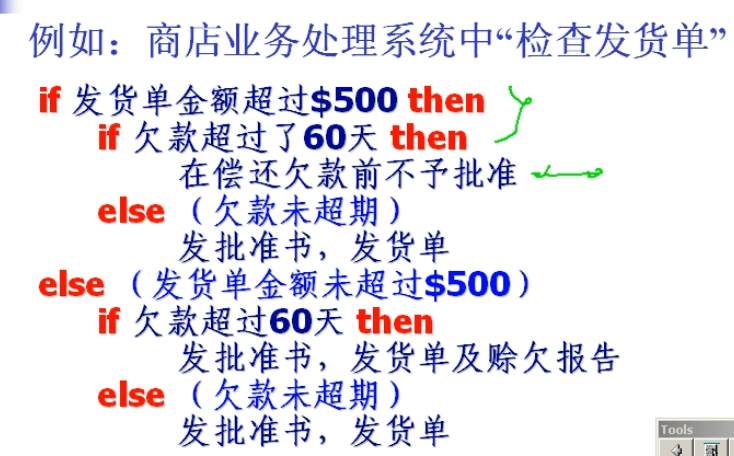 例如：商店业务处理系统中“检查发货单”
if 发货单金额超过$500 then
if 欠款超过了60天 then
在偿还欠款前不予批准
else （欠款未超期）
发批准书，发货单
else （发货单金额未超过$500）
if 欠款超过60天 then
发批准书，发货单及赊欠报告
else （欠款未超期）
发批准书，发货单
Tools